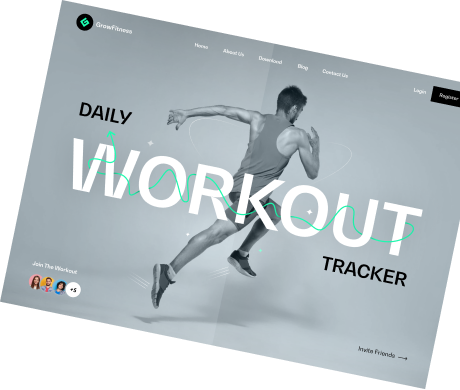 GrowFitness
Home
About Us
Download
Blog
Contact Us
Login
Register
DAILY
WORKOUT
TRACKER
Join The Workout
+5
Invite Friends